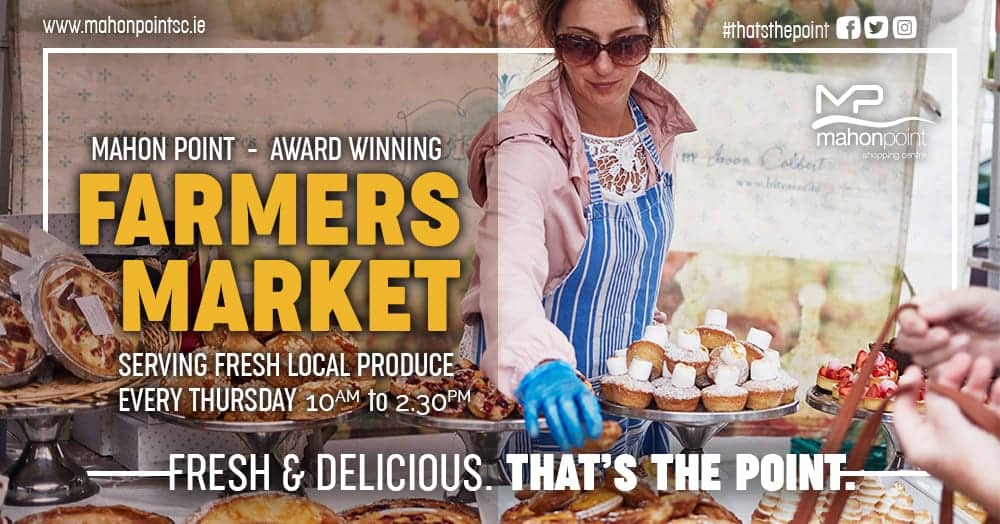 www.mahonpointsc.ie
#thatsthepoint
MP
mahonpoint
shopping centre
MAHON POINT - AWARD WINNING
FARMERS
MARKET
SERVING FRESH LOCAL PRODUCE
EVERY THURSDAY 10AM to 2.30PM
FRESH & DELICIOUS. THAT'S THE POINT.